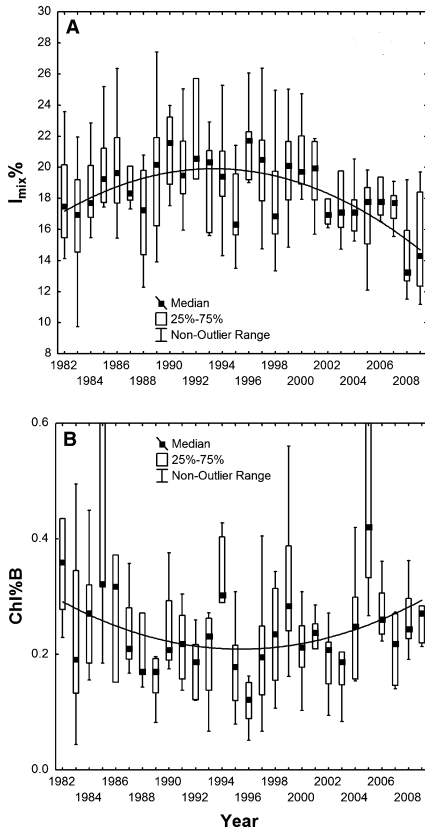 A
30
28
26
24
22
20
18
16
14
12
10
8
Imix%
Median
25%-75%
Non-Outlier Range
1982 1986 1990 1994 1998 2002 2006
1984 1988 1992 1996 2000 2004 2008
B
0.6
0.4
0.2
0.0
Chl%B
Median
25%-75%
Non-Outlier Range
1982 1986 1990 1994 1998 2003 2006
1984 1988 1992 1996 2000 2004 2008
Year